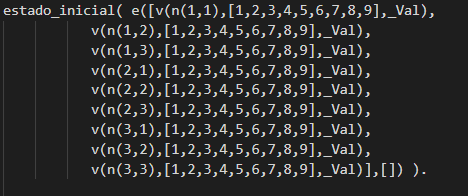 estado_inicial( e([v(n(1,1),[1,2,3,4,5,6,7,8,9],_Val),
v(n(1,2),[1,2,3,4,5,6,7,8,9],_Val),
v(n(1,3),[1,2,3,4,5,6,7,8,9],_Val),
v(n(2,1),[1,2,3,4,5,6,7,8,9],_Val),
v(n(2,2),[1,2,3,4,5,6,7,8,9],_Val),
v(n(2,3),[1,2,3,4,5,6,7,8,9],_Val),
v(n(3,1),[1,2,3,4,5,6,7,8,9],_Val),
v(n(3,2),[1,2,3,4,5,6,7,8,9],_Val),
v(n(3,3),[1,2,3,4,5,6,7,8,9],_Val)],[]) ).